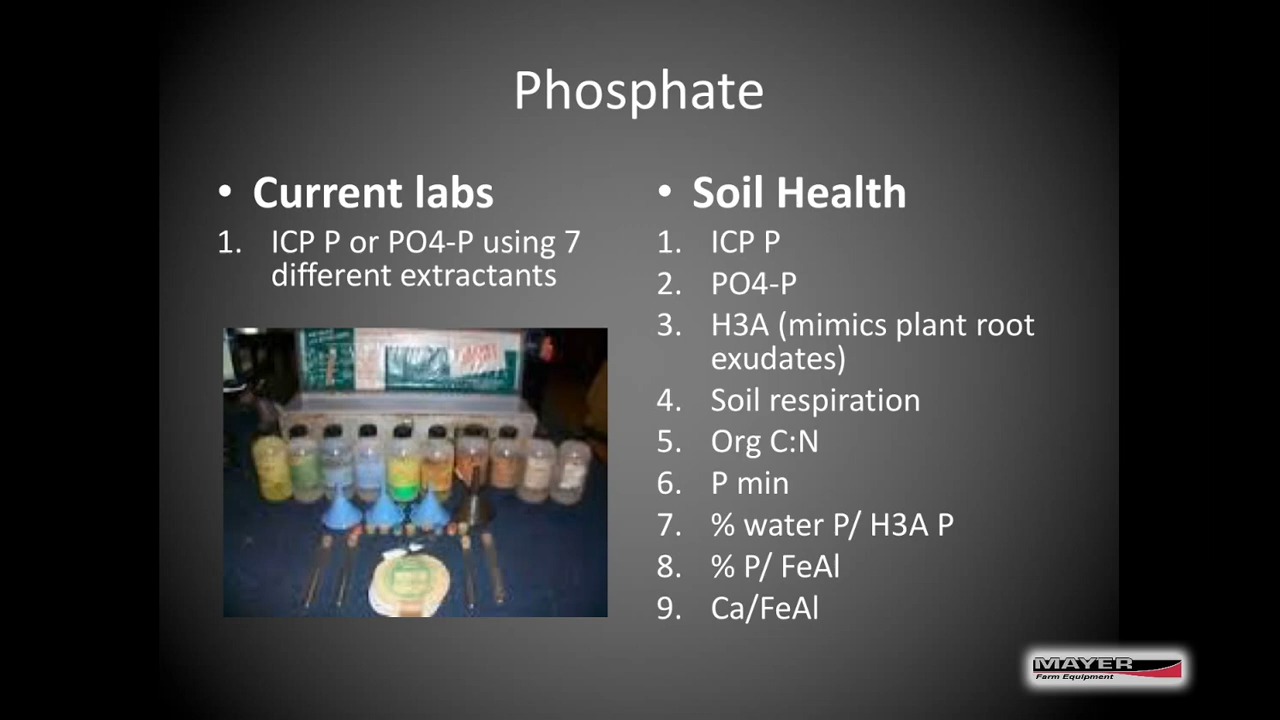 Phosphate
• Current labs
1. ICP P or PO4-P using 7
different extractants
• Soil Health
1. ICP P
2. PO4-P
3. H3A (mimics plant root
exudates)
4. Soil respiration
5. Org C:N
6. P min
7. % water P/ H3A P
8. % P/ FeAl
9. Ca/FeAl
MAYER
Farm Equipment